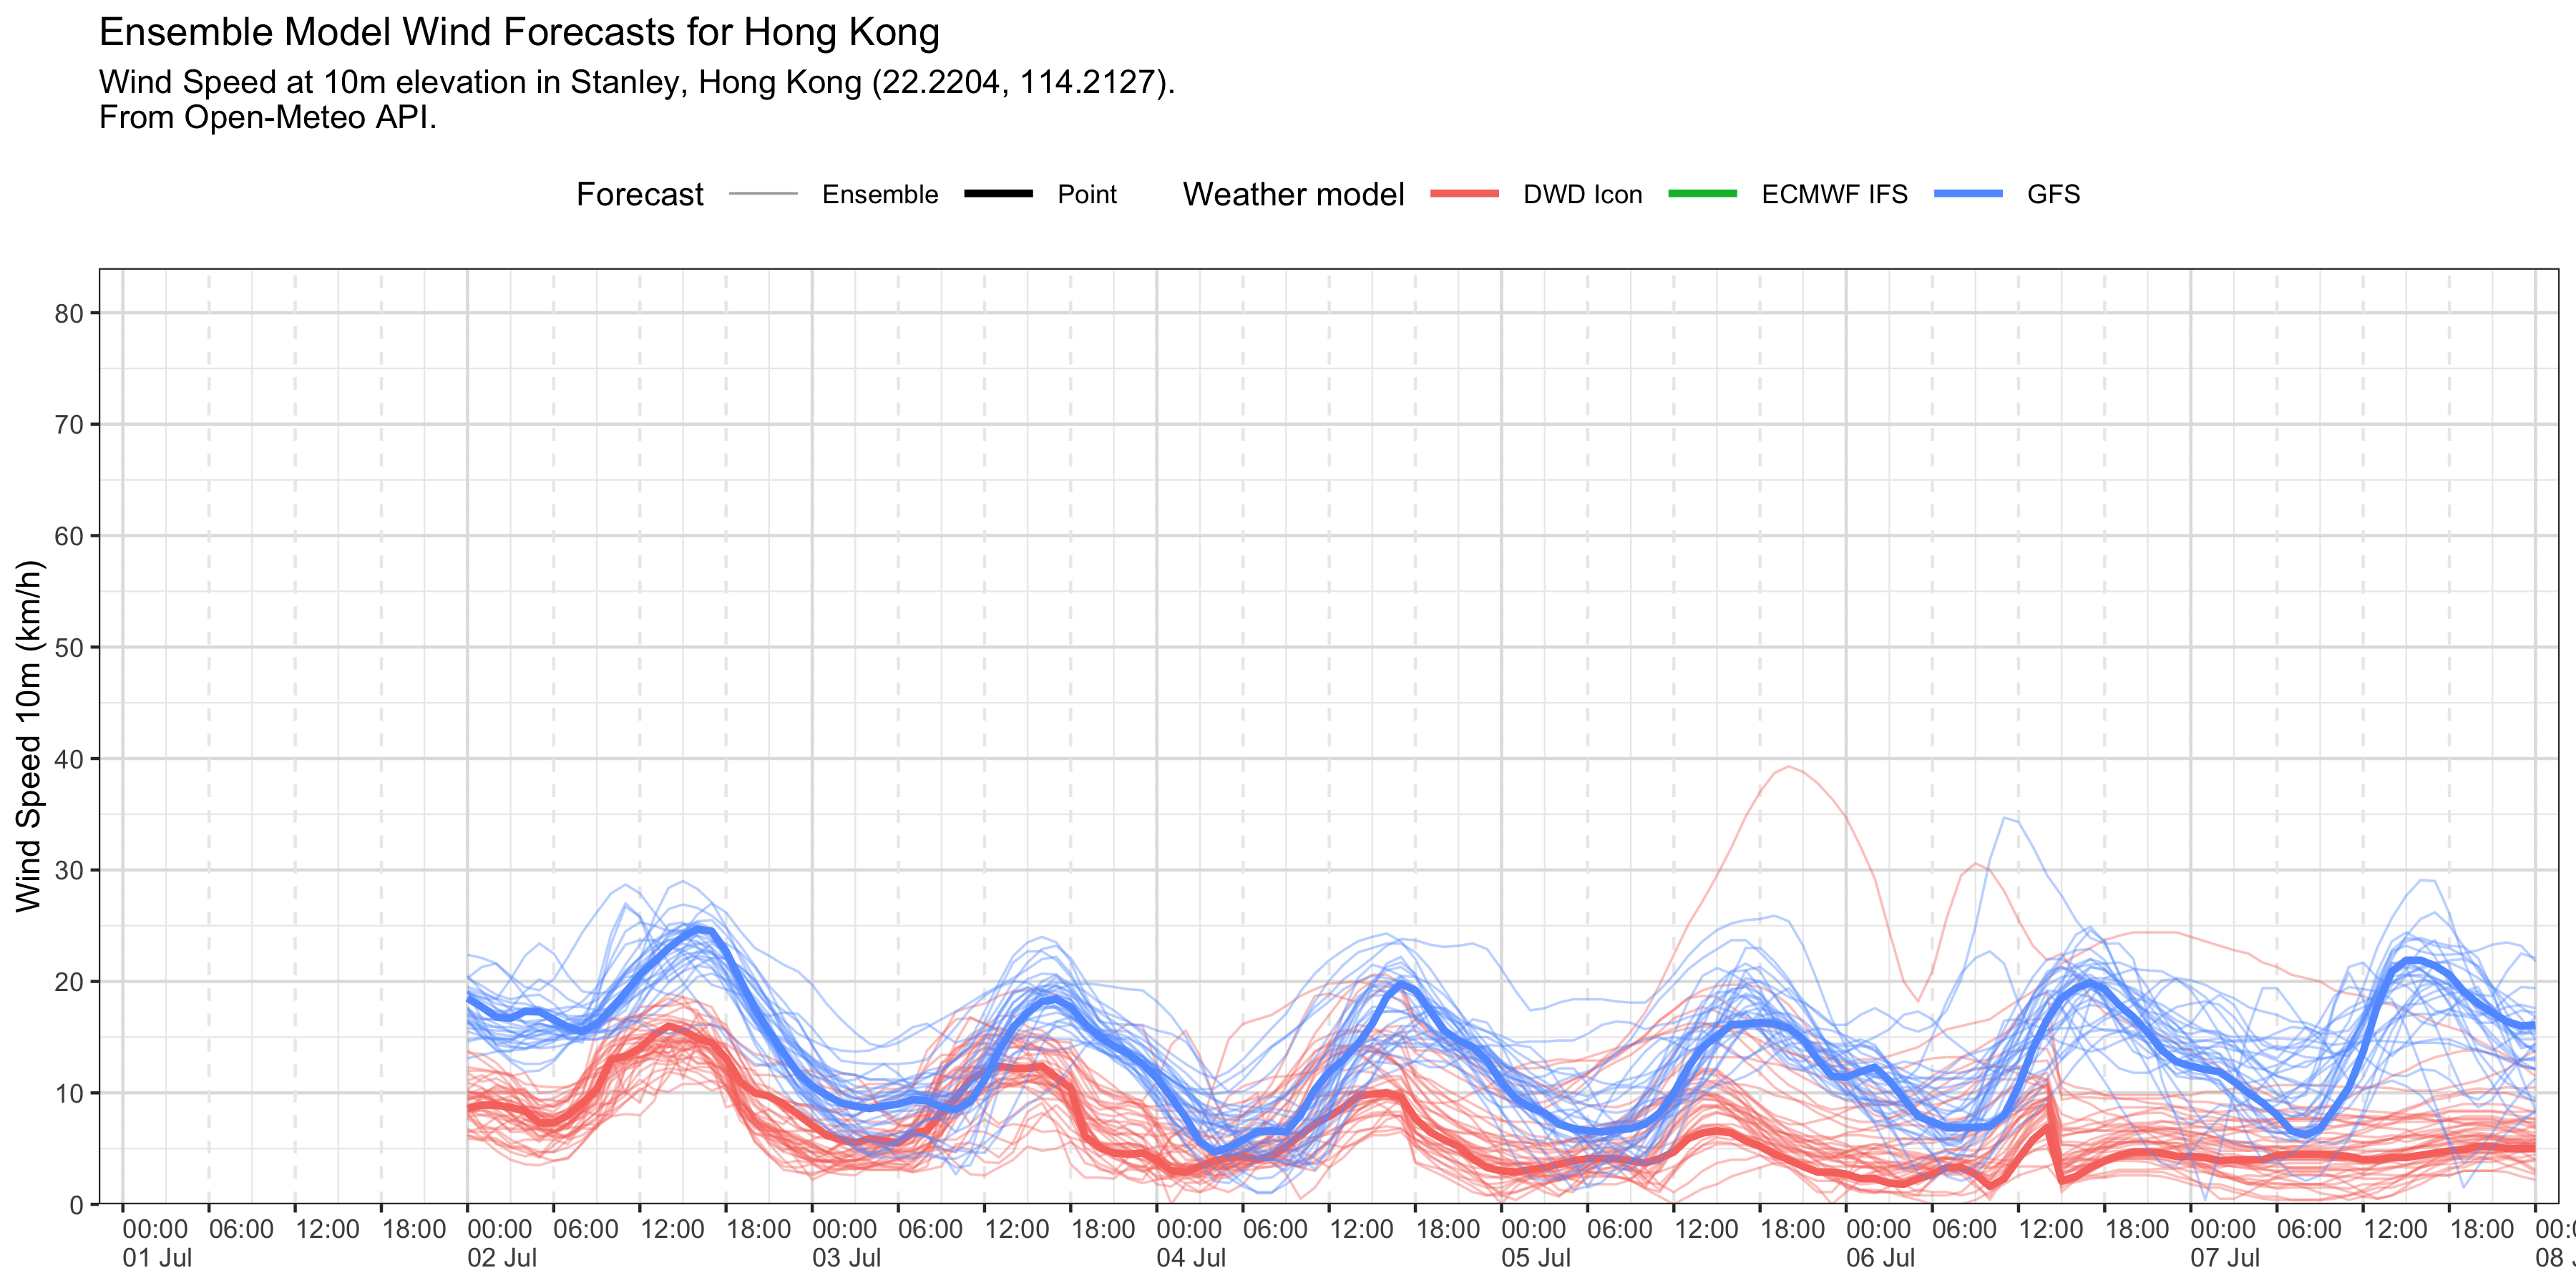 Ensemble Model Wind Forecasts for Hong Kong
Wind Speed at 10m elevation in Stanley, Hong Kong (22.2204, 114.2127).
From Open-Meteo API.
Forecast Ensemble Point Weather model DWD Icon ECMWF IFS GFS
Wind Speed 10m (km/h)
80
70
60
50
40
30
20
10
0
00:00 06:00 12:00 18:00 00:00 06:00 12:00 18:00 00:00 06:00 12:00 18:00 00:00 06:00 12:00 18:00 00:00 06:00 12:00 18:00 00:00 06:00 12:00 18:00 00:00 06:00 12:00 18:00 00:
01 Jul 02 Jul 03 Jul 04 Jul 05 Jul 06 Jul 07 Jul 08